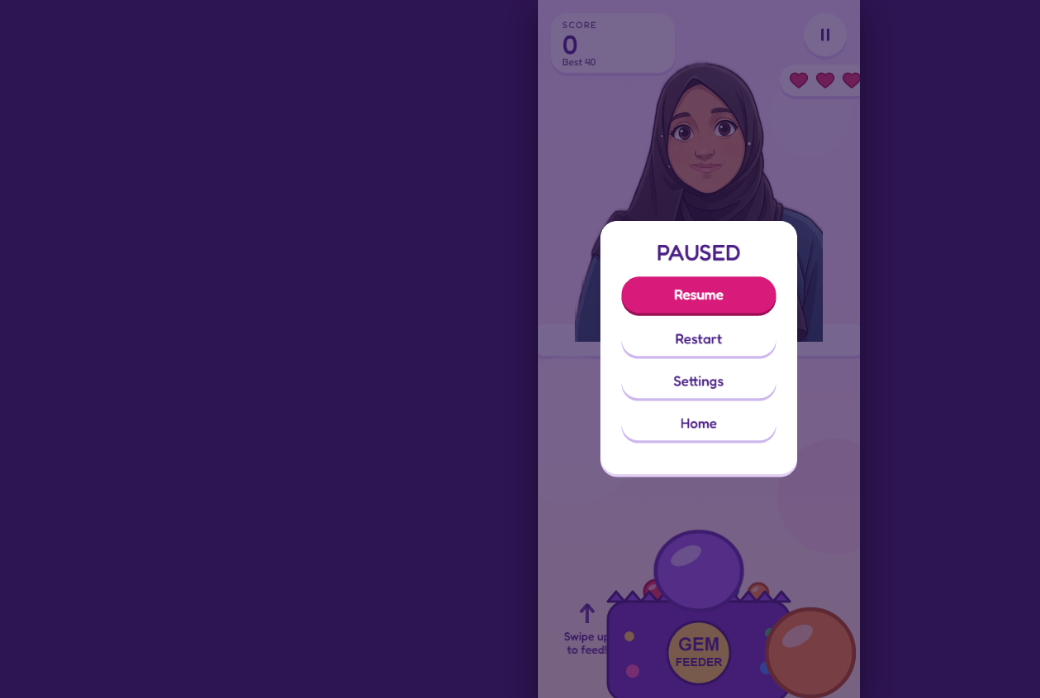 SCORE
0
Best 40
PAUSED
Resume
Restart
Settings
Home
Swipe up
to feed!
GEM
FEEDER